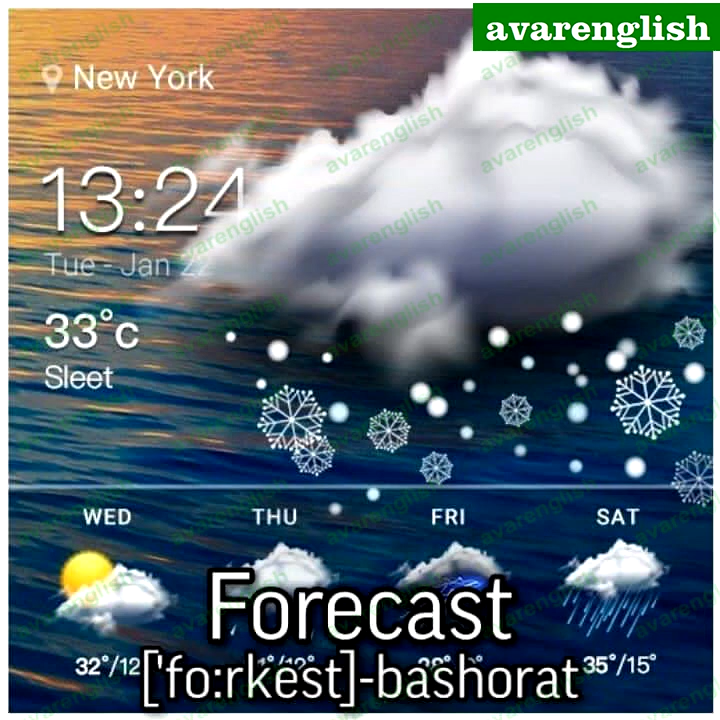 avarenglish
New York
13:24
Tue - Jan 22
33°c
Sleet
WED THU FRI SAT
Forecast
32°/12 35°/15°
['fo:rkest]-bashorat